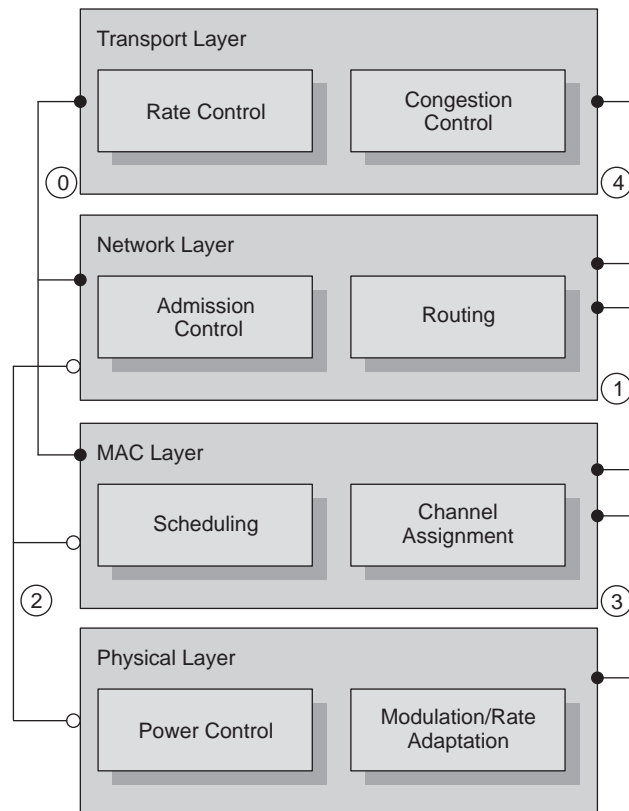 Transport Layer
Rate Control
Congestion
Control
0
4
Network Layer
Admission
Control
Routing
1
MAC Layer
Scheduling
Channel
Assignment
2
3
Physical Layer
Power Control
Modulation/Rate
Adaptation